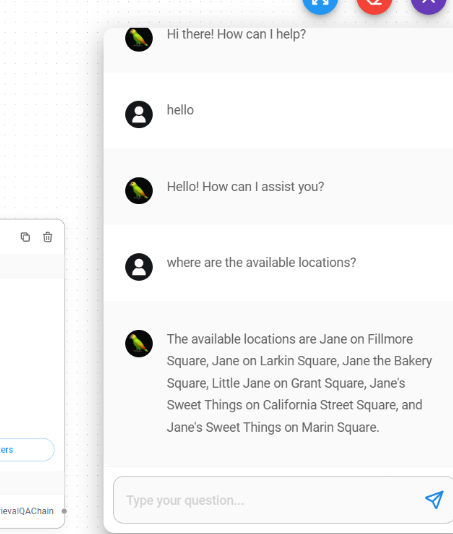 Hi there! How can I help?
hello
Hello! How can I assist you?
where are the available locations?
The available locations are Jane on Fillmore
Square, Jane on Larkin Square, Jane the Bakery
Square, Little Jane on Grant Square, Jane's
Sweet Things on California Street Square, and
Jane's Sweet Things on Marin Square.
ers
ievalQAChain
Type your question...